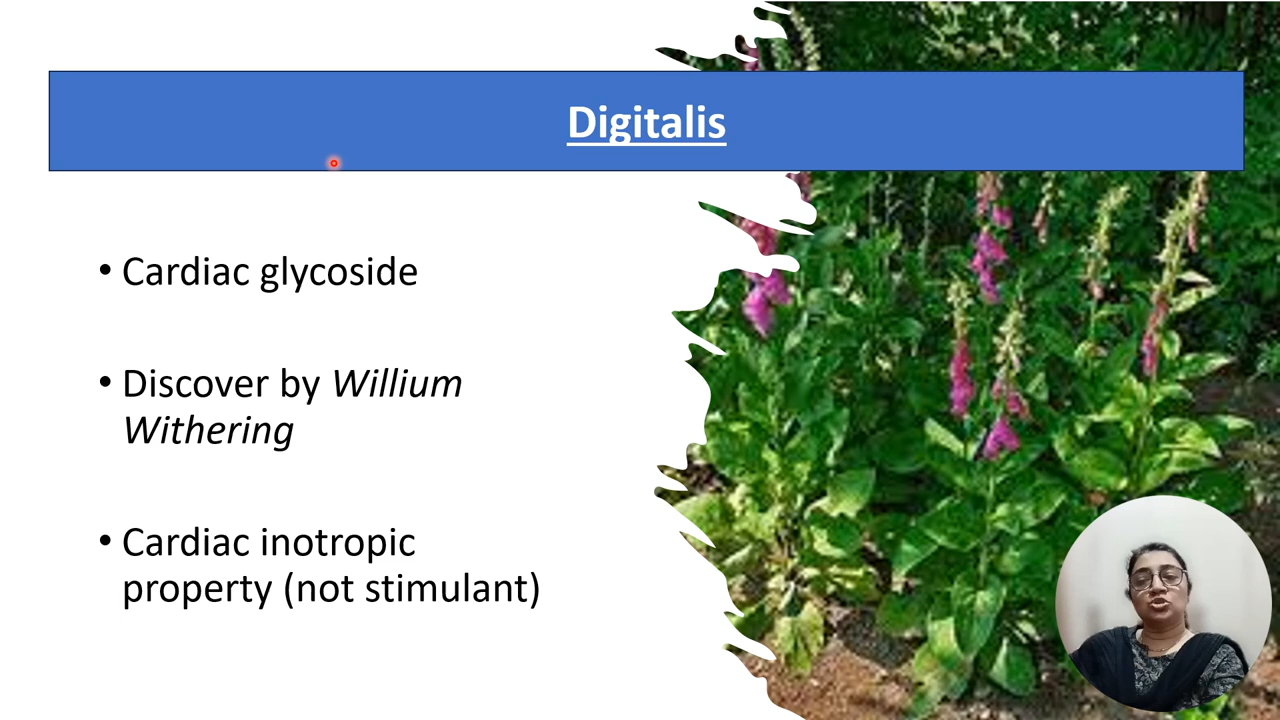 Digitalis
• Cardiac glycoside
• Discover by Willium
Withering
• Cardiac inotropic
property (not stimulant)